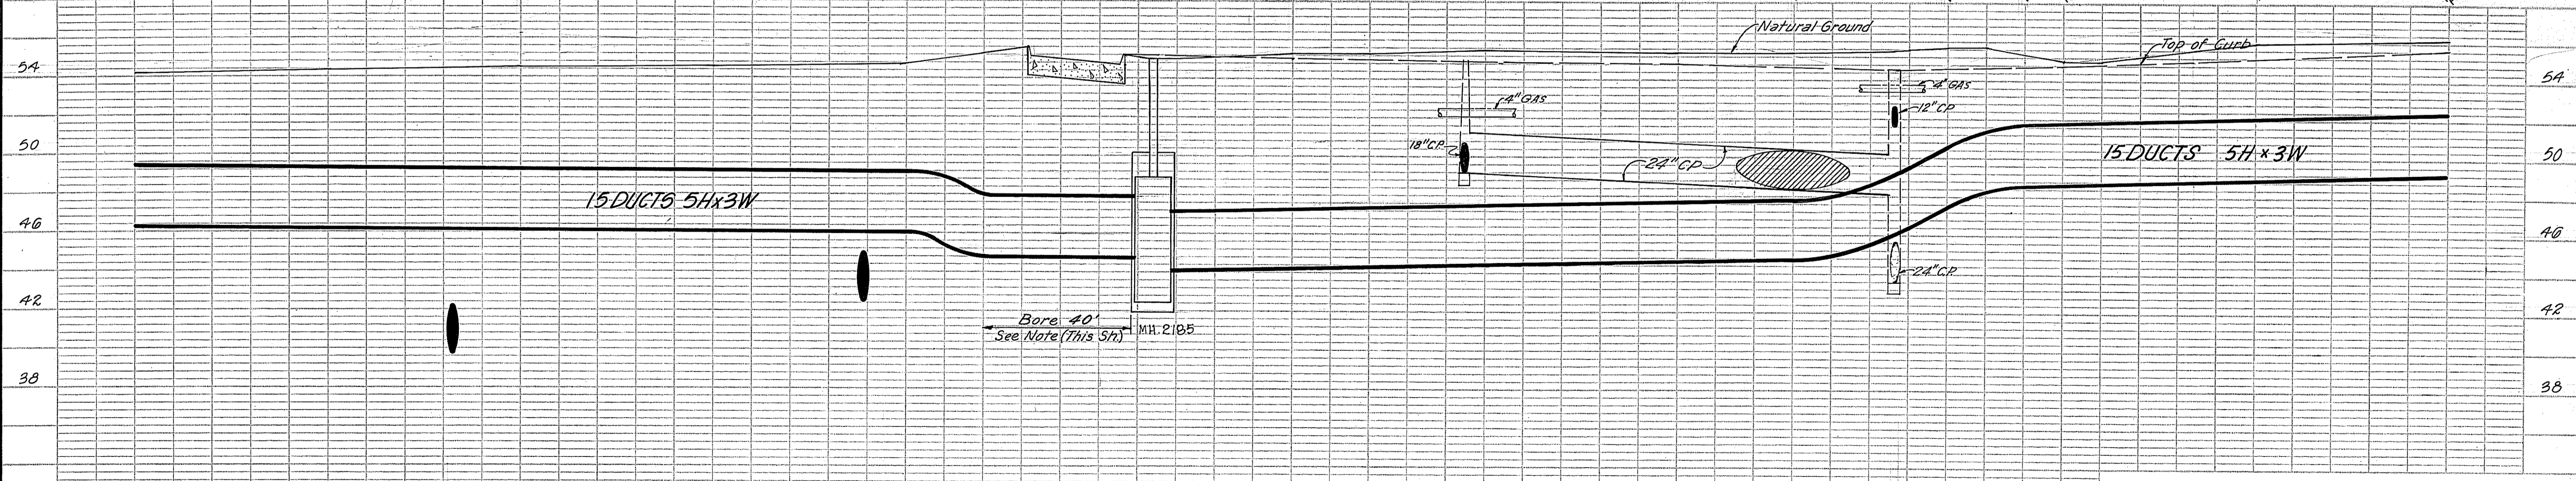 Natural Ground
Top of Curb
54
54
4" GAS
4" GAS
12" C.P.
50
18" C.P.
24" C.P.
15 DUCTS 5H x 3W
50
15 DUCTS 5H x 3W
46
46
24" C.P.
42
Bore 40'
See Note (This Sh.)
MH. 2185
42
38
38